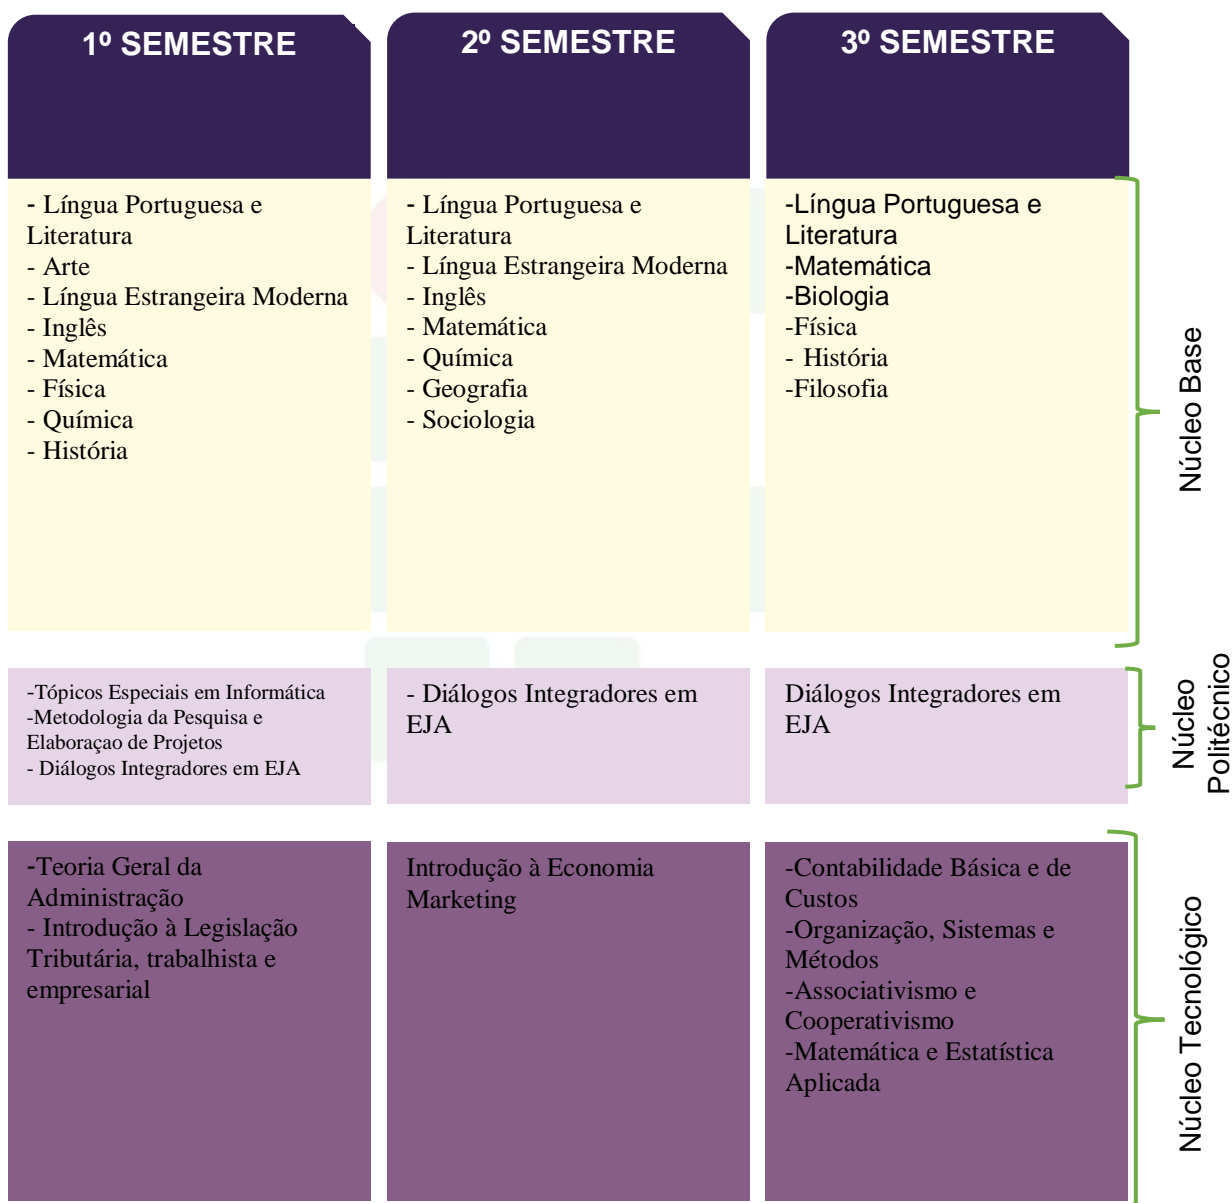 1º SEMESTRE
2º SEMESTRE
3º SEMESTRE
- Língua Portuguesa e
Literatura
- Arte
- Língua Estrangeira Moderna
- Inglês
- Matemática
- Física
- Química
- História
- Língua Portuguesa e
Literatura
- Língua Estrangeira Moderna
- Inglês
- Matemática
- Química
- Geografia
- Sociologia
-Língua Portuguesa e
Literatura
-Matemática
-Biologia
-Física
- História
-Filosofia
Núcleo Base
-Tópicos Especiais em Informática
-Metodologia da Pesquisa e
Elaboraçao de Projetos
- Diálogos Integradores em EJA
- Diálogos Integradores em
EJA
Diálogos Integradores em
EJA
Núcleo
Politécnico
-Teoria Geral da
Administração
- Introdução à Legislação
Tributária, trabalhista e
empresarial
Introdução à Economia
Marketing
-Contabilidade Básica e de
Custos
-Organização, Sistemas e
Métodos
-Associativismo e
Cooperativismo
-Matemática e Estatística
Aplicada
Núcleo Tecnológico